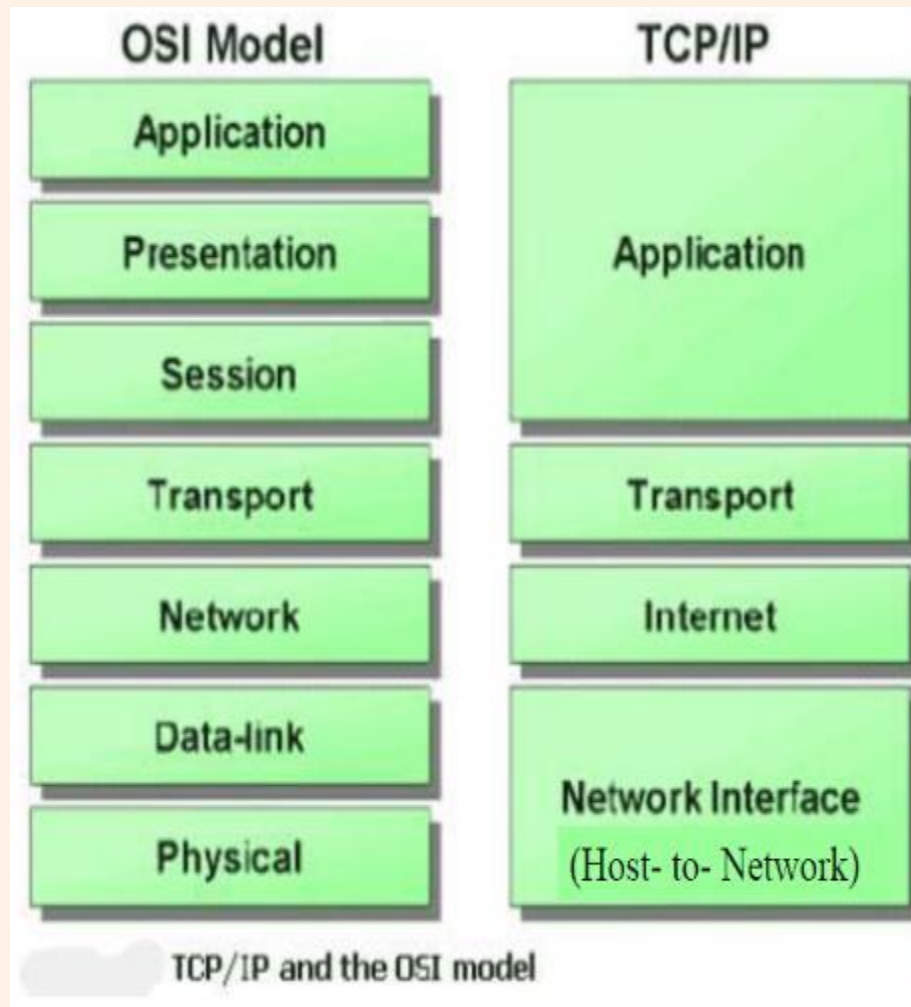 OSI Model
Application
Presentation
Session
Transport
Network
Data-link
Physical
TCP/IP
Application
Transport
Internet
Network Interface
(Host- to- Network)
TCP/IP and the OSI model